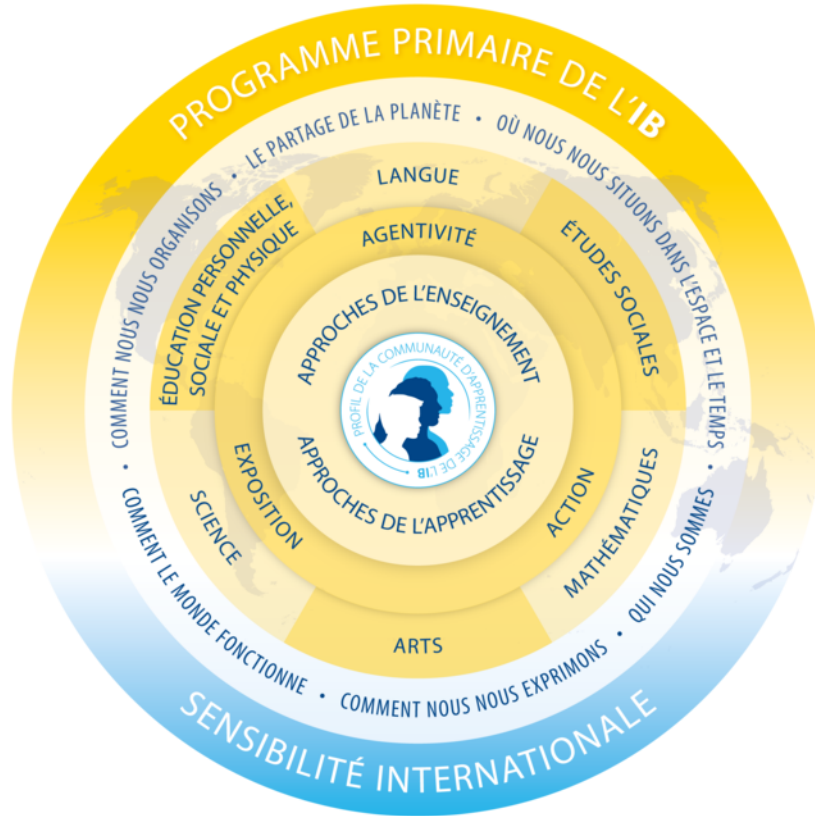 PROGRAMME PRIMAIRE DE L'IB
LE PARTAGE DE LA PLANÈTE •
OÙ NOUS NOUS SITUONS DANS L'ESPACE ET LE TEMPS •
QUI NOUS SOMMES •
COMMENT NOUS NOUS EXPRIMONS •
COMMENT LE MONDE FONCTIONNE •
COMMENT NOUS NOUS ORGANISONS •
LANGUE
ÉTUDES SOCIALES
MATHÉMATIQUES
ARTS
SCIENCE
ÉDUCATION PERSONNELLE,
SOCIALE ET PHYSIQUE
AGENTIVITÉ
ACTION
EXPOSITION
APPROCHES DE L'ENSEIGNEMENT
APPROCHES DE L'APPRENTISSAGE
PROFIL DE LA COMMUNAUTÉ D'APPRENTISSAGE DE L'IB
SENSIBILITÉ INTERNATIONALE